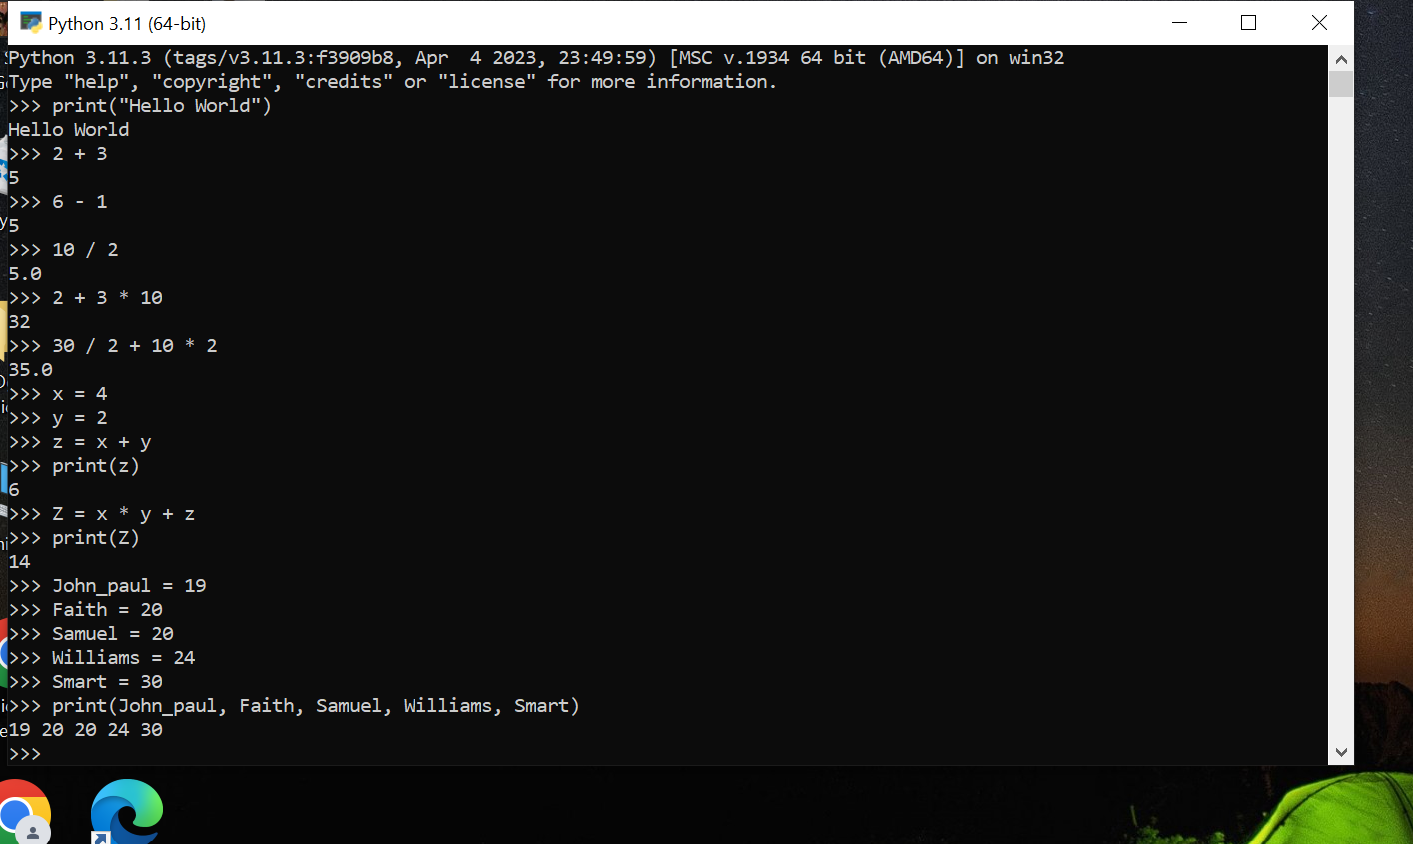 Python 3.11 (64-bit)
Python 3.11.3 (tags/v3.11.3:f3909b8, Apr  4 2023, 23:49:59) [MSC v.1934 64 bit (AMD64)] on win32
Type "help", "copyright", "credits" or "license" for more information.
>>> print("Hello World")
Hello World
>>> 2 + 3
5
>>> 6 - 1
5
>>> 10 / 2
5.0
>>> 2 + 3 * 10
32
>>> 30 / 2 + 10 * 2
35.0
>>> x = 4
>>> y = 2
>>> z = x + y
>>> print(z)
6
>>> Z = x * y + z
>>> print(Z)
14
>>> John_paul = 19
>>> Faith = 20
>>> Samuel = 20
>>> Williams = 24
>>> Smart = 30
>>> print(John_paul, Faith, Samuel, Williams, Smart)
19 20 20 24 30
>>>